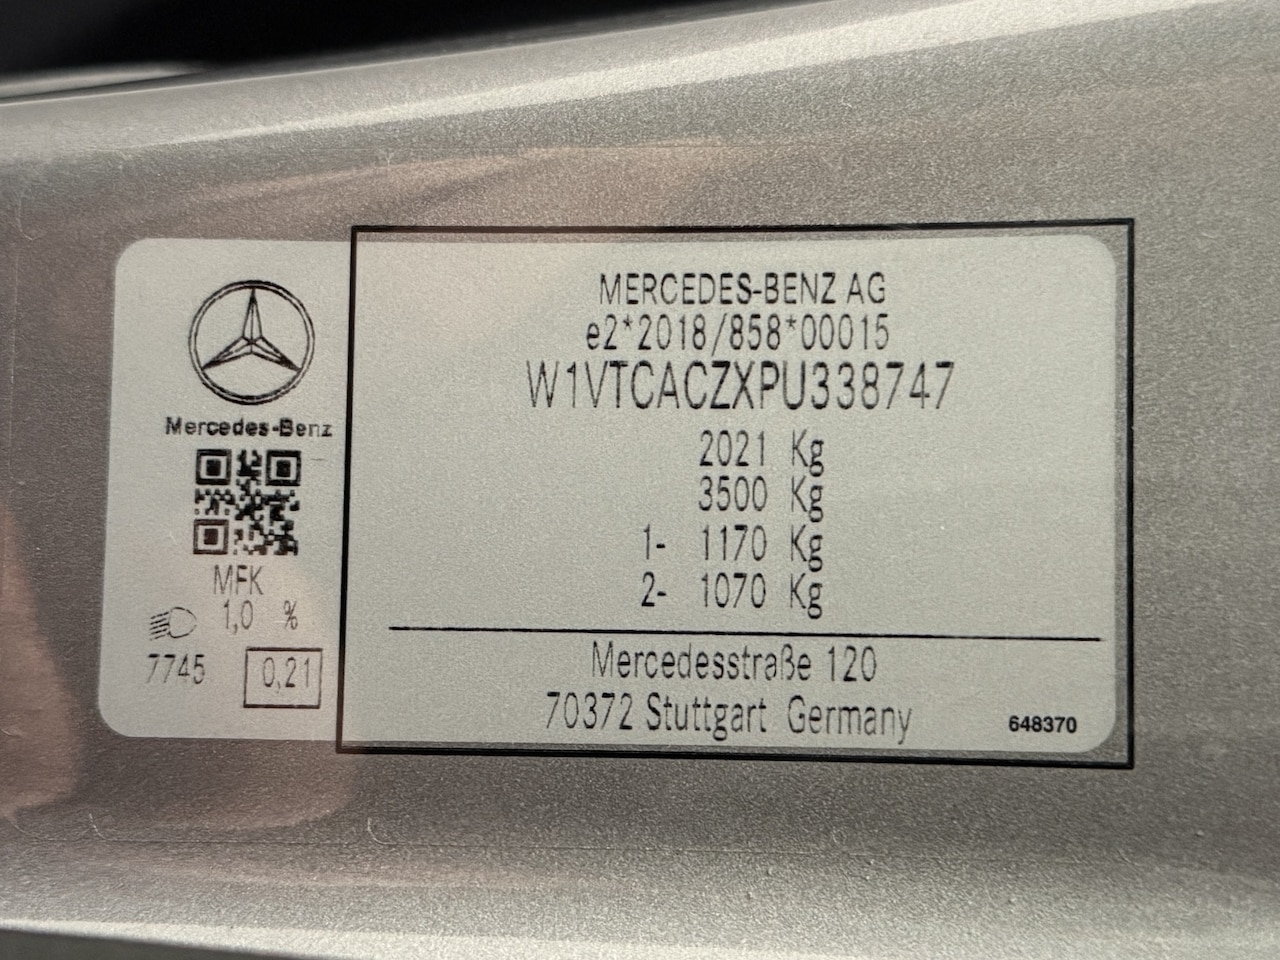 Mercedes-Benz
MFK
1,0 %
7745
0,21
MERCEDES-BENZ AG
e2*2018/858*00015
W1VTCACZXPU338747
2021 Kg
3500 Kg
1- 1170 Kg
2- 1070 Kg
Mercedesstraße 120
70372 Stuttgart Germany
648370